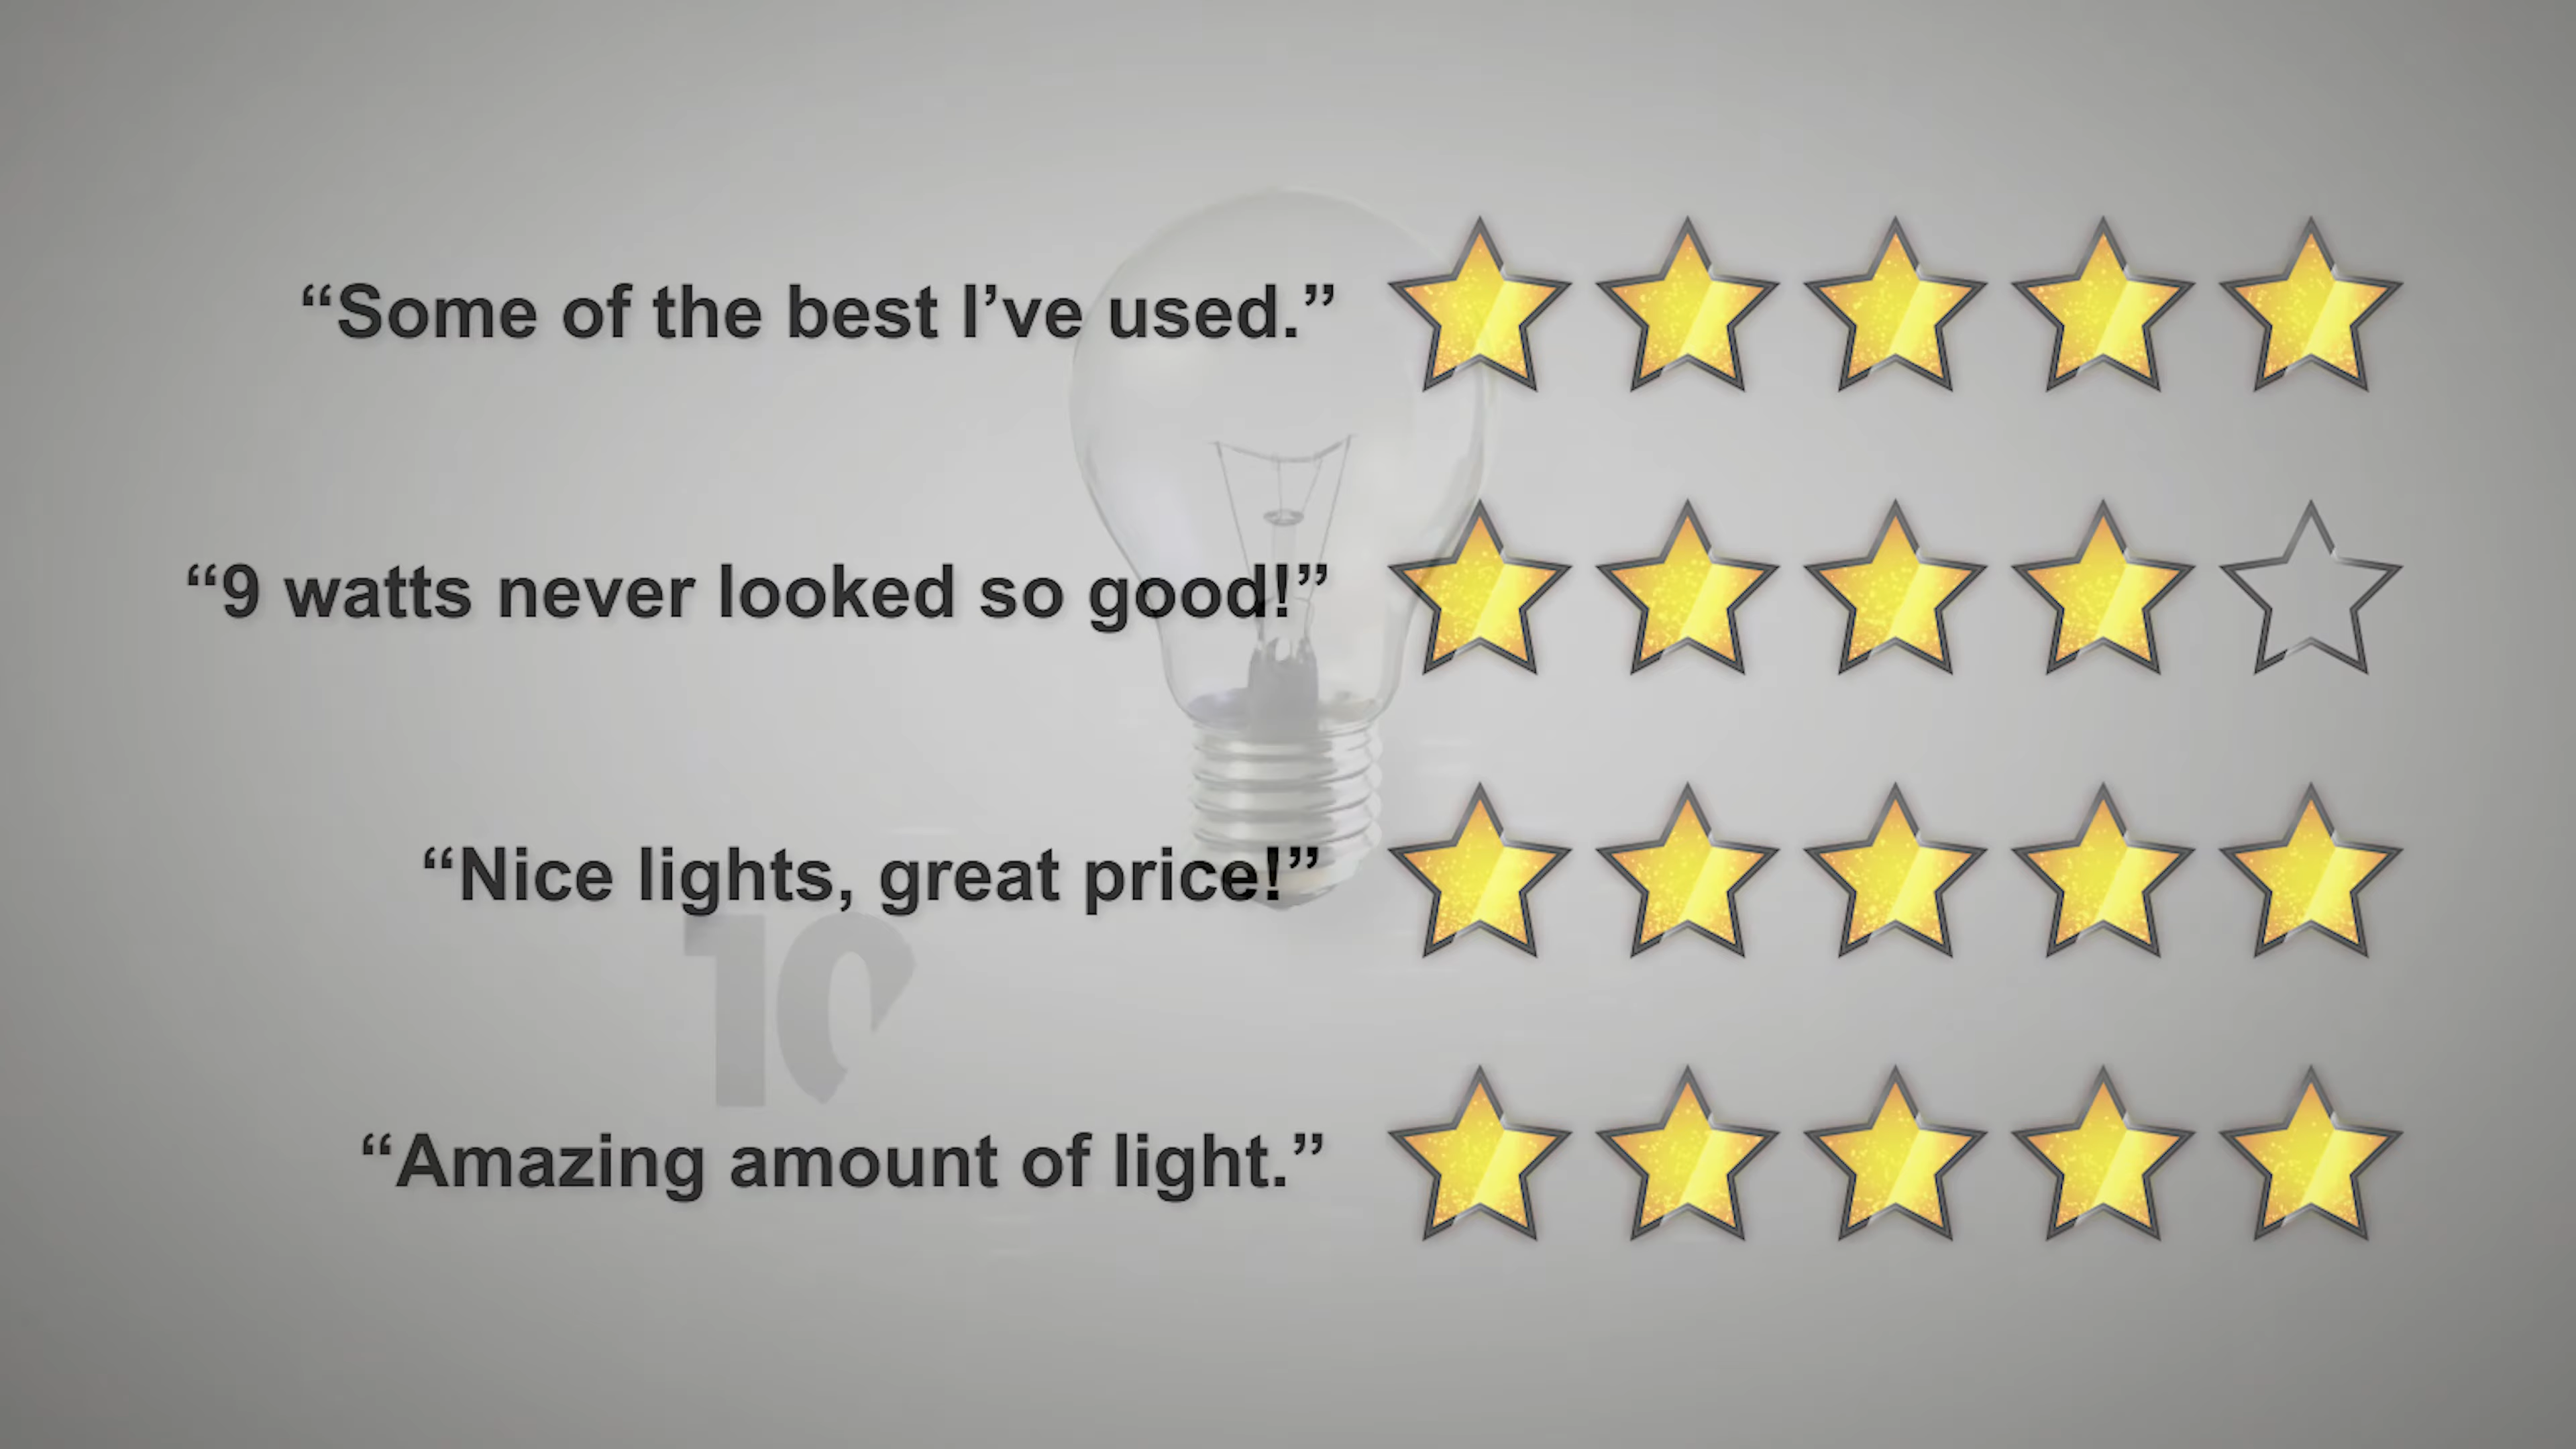 “Some of the best I’ve used.”
“9 watts never looked so good!”
“Nice lights, great price!”
10
“Amazing amount of light.”